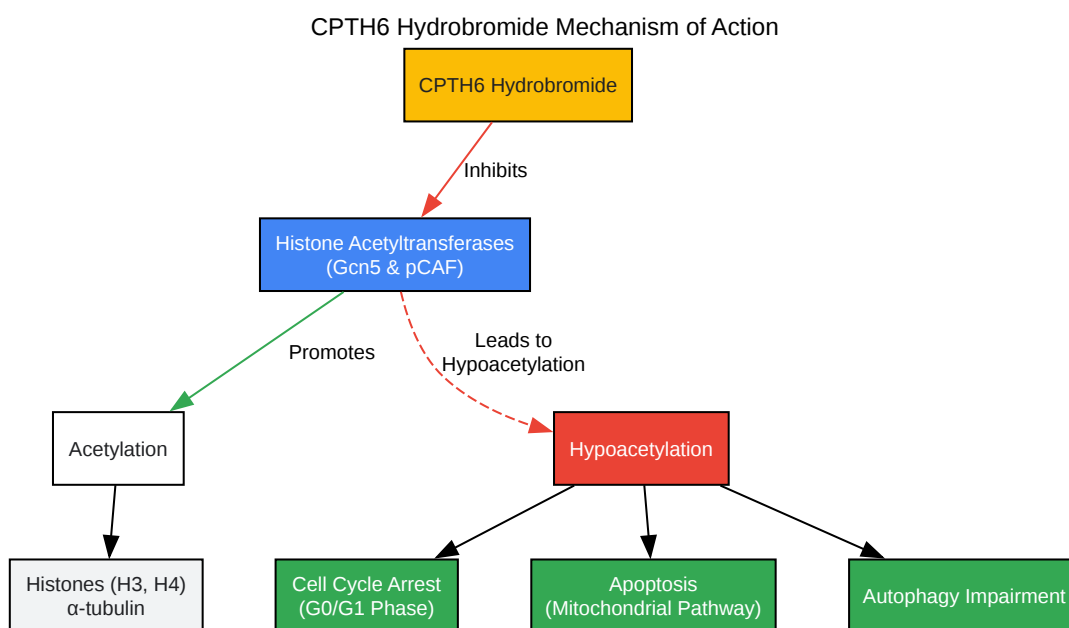 CPTH6 Hydrobromide Mechanism of Action
CPTH6 Hydrobromide
Inhibits
Histone Acetyltransferases
(Gcn5 & pCAF)
Promotes
Leads to
Hypoacetylation
Acetylation
Hypoacetylation
Histones (H3, H4)
α-tubulin
Cell Cycle Arrest
(G0/G1 Phase)
Apoptosis
(Mitochondrial Pathway)
Autophagy Impairment